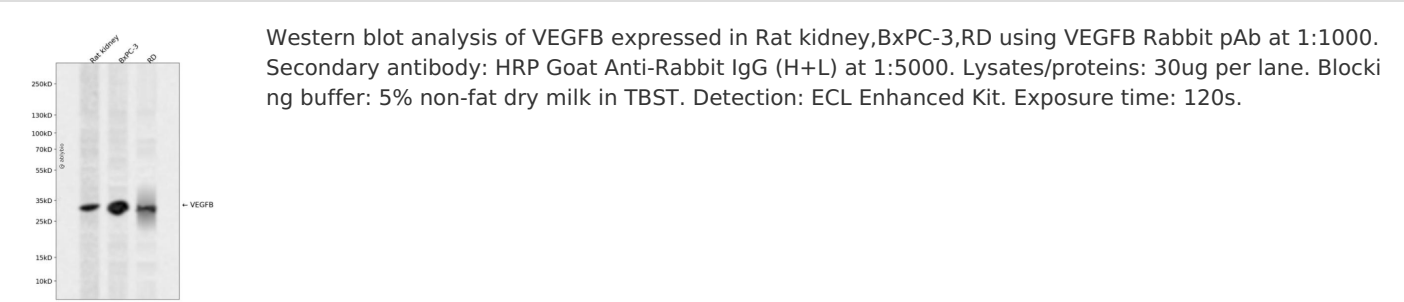 Rat kidney
BxPC-3
RD
250kD
130kD
100kD
70kD
55kD
35kD
25kD
15kD
10kD
← VEGFB
Western blot analysis of VEGFB expressed in Rat kidney,BxPC-3,RD using VEGFB Rabbit pAb at 1:1000.
Secondary antibody: HRP Goat Anti-Rabbit IgG (H+L) at 1:5000. Lysates/proteins: 30ug per lane. Blocki
ng buffer: 5% non-fat dry milk in TBST. Detection: ECL Enhanced Kit. Exposure time: 120s.